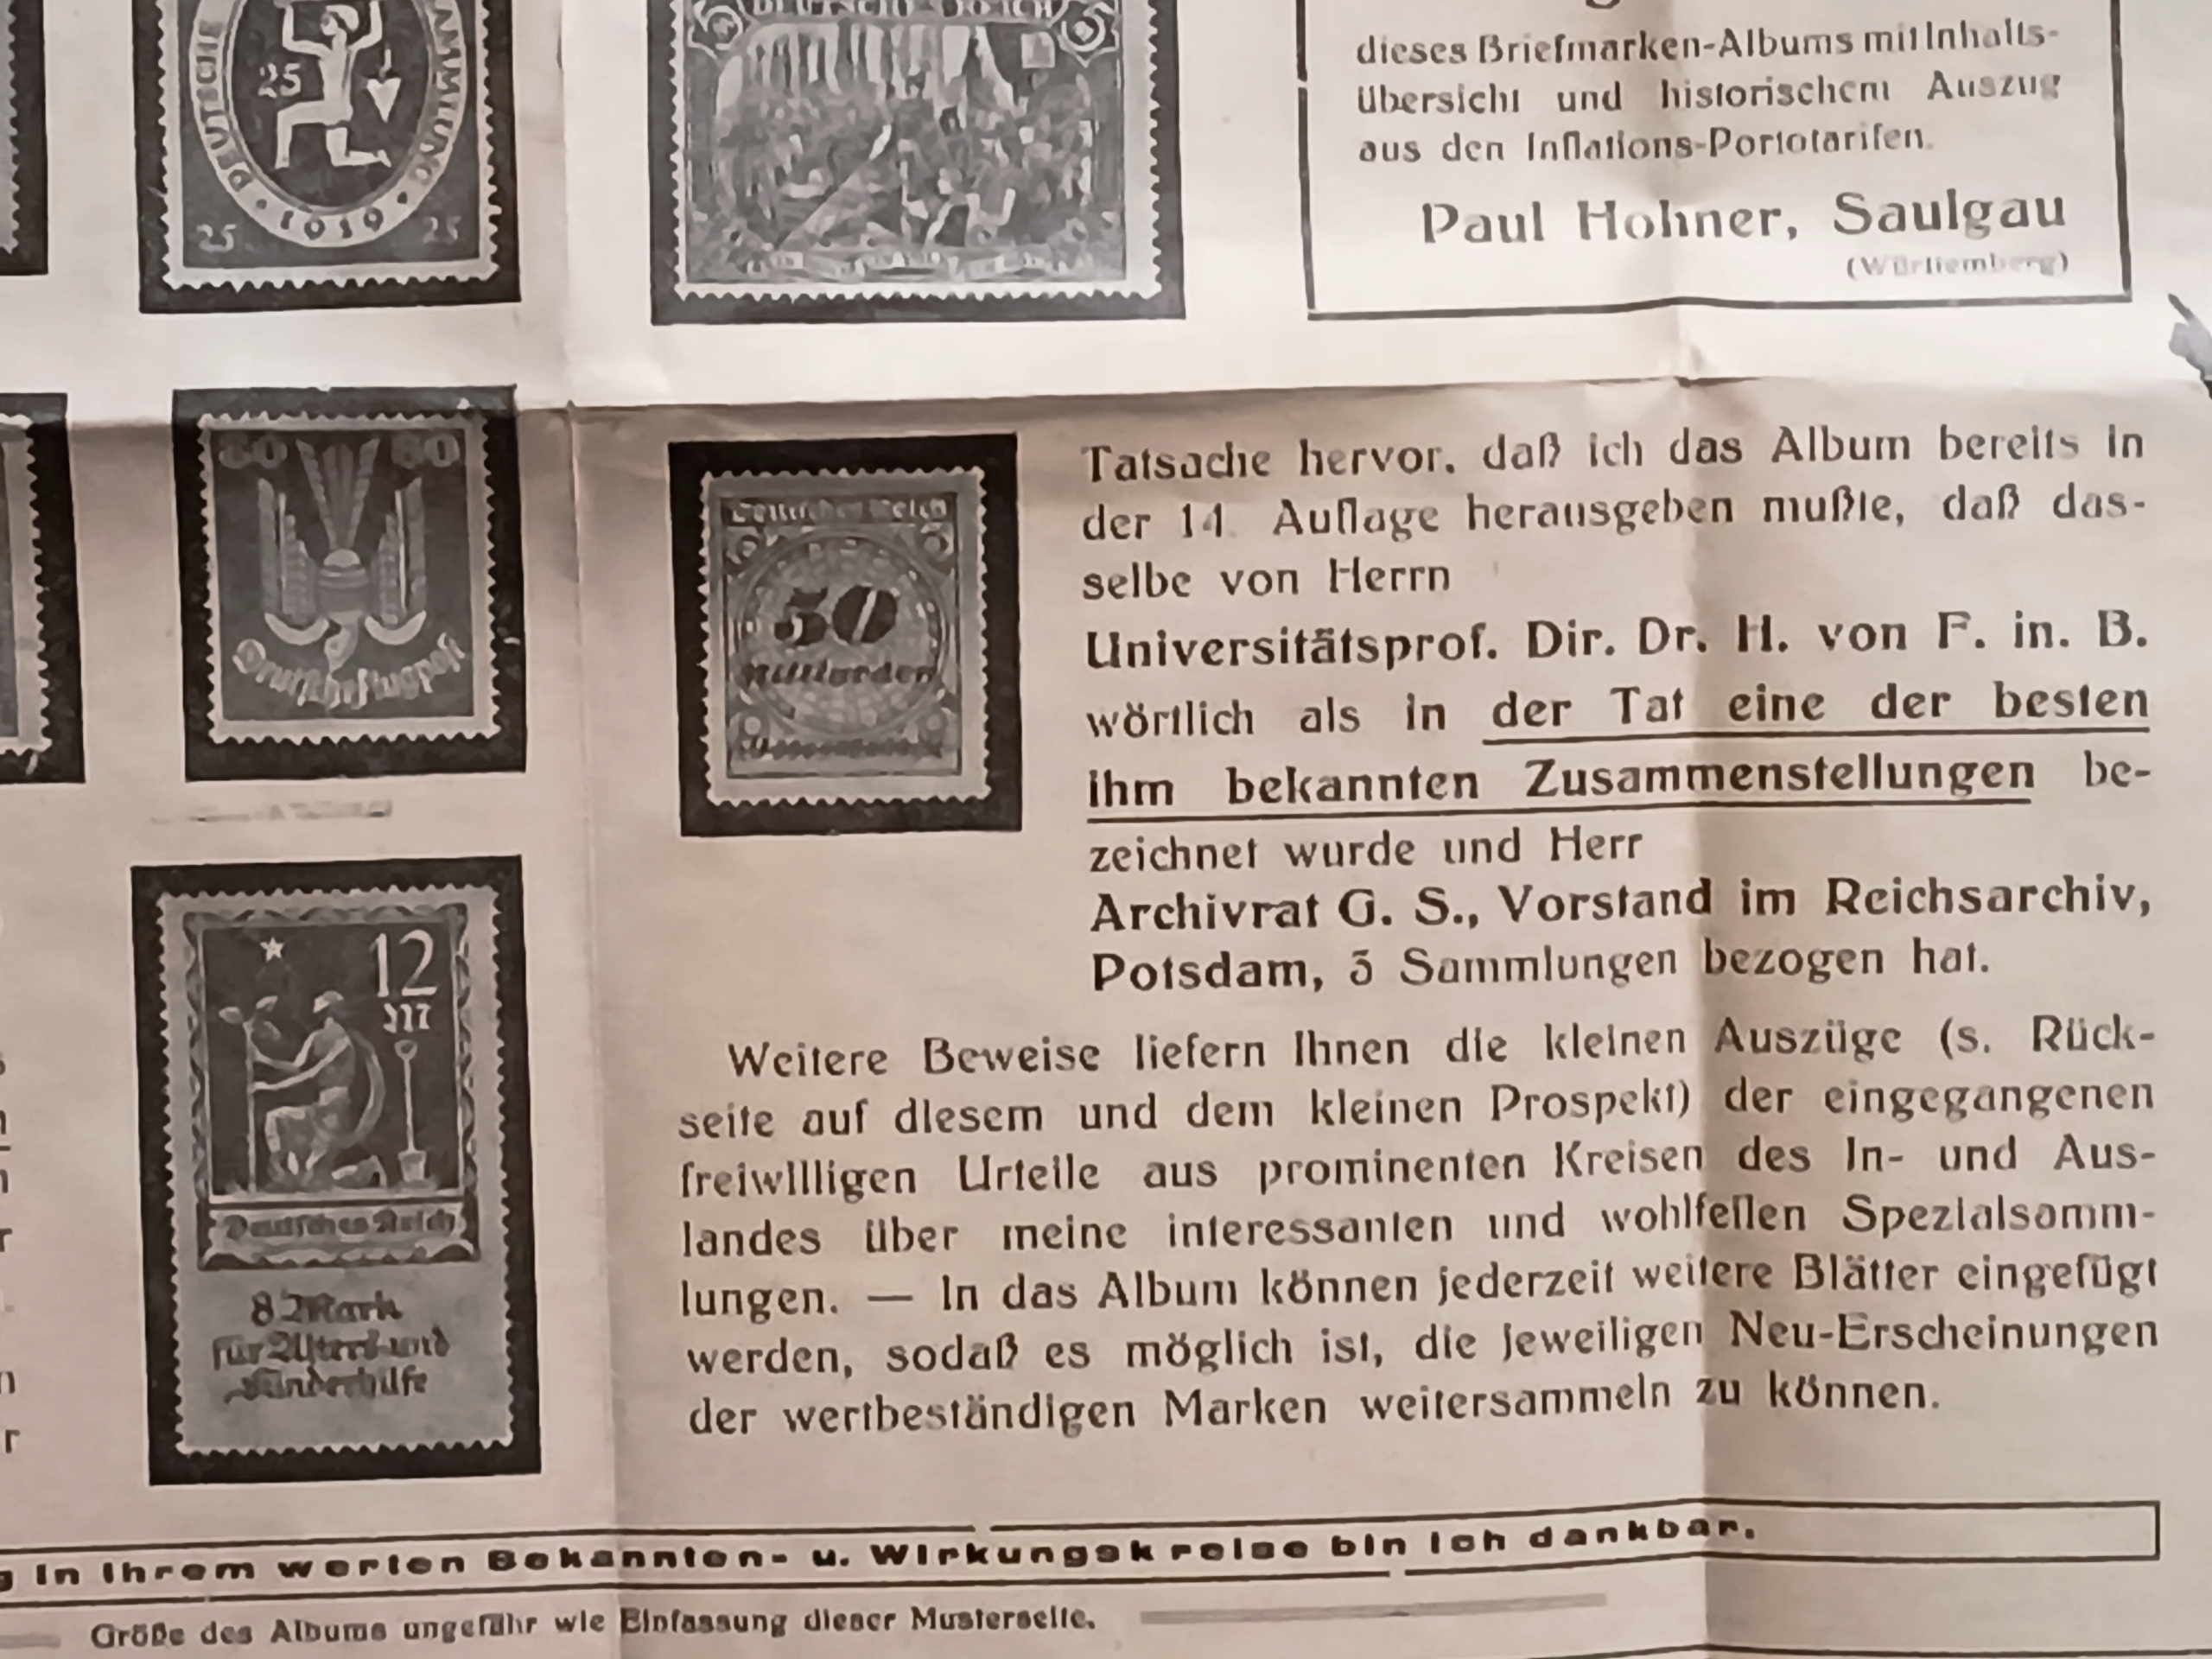 DEUTSCHE
25
1919
25
25
dieses Briefmarken-Albums mit Inhalts-
übersicht und historischem Auszug
aus den Inflations-Portotarifen.
Paul Hohner, Saulgau
(Württemberg)
80
Deutsche Flugpost
Deutsches Reich
50
Milliarden
Tatsache hervor, daß ich das Album bereits in
der 14. Auflage herausgeben mußte, daß das-
selbe von Herrn
Universitätsprof. Dir. Dr. H. von F. in. B.
wörtlich als in der Tat eine der besten
ihm bekannten Zusammenstellungen be-
zeichnet wurde und Herr
Archivrat G. S., Vorstand im Reichsarchiv,
Potsdam, 3 Sammlungen bezogen hat.
12
M
Deutsches Reich
8 Mark
für Alters- und
Kinderhilfe
Weitere Beweise liefern Ihnen die kleinen Auszüge (s. Rück-
seite auf diesem und dem kleinen Prospekt) der eingegangenen
freiwilligen Urteile aus prominenten Kreisen des In- und Aus-
landes über meine interessanten und wohlfeilen Spezialsamm-
lungen. — In das Album können jederzeit weitere Blätter eingefügt
werden, sodaß es möglich ist, die jeweiligen Neu-Erscheinungen
der wertbeständigen Marken weitersammeln zu können.
g in Ihrem werten Bekannten- u. Wirkungskreise bin ich dankbar.
Größe des Albums ungefähr wie Einfassung dieser Musterseite.